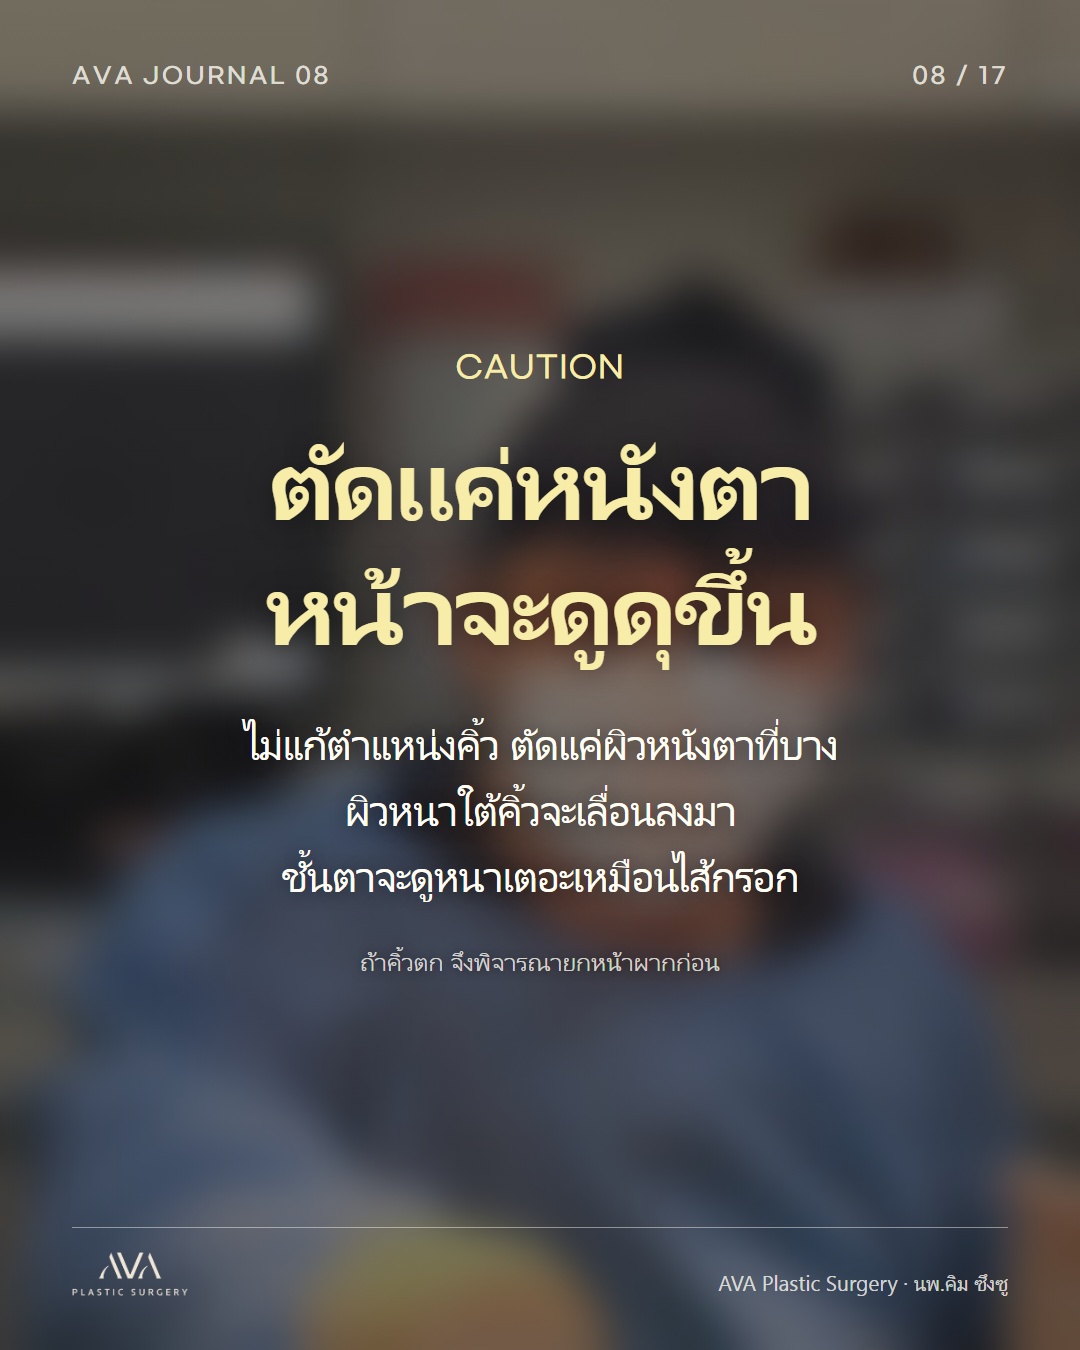 AVA JOURNAL 08
08 / 17
CAUTION
ตัดแค่หนังตา
หน้าจะดูดุขึ้น
ไม่แก้ตำแหน่งคิ้ว ตัดแค่ผิวหนังตาที่บาง
ผิวหนาใต้คิ้วจะเลื่อนลงมา
ชั้นตาจะดูหนาเตอะเหมือนไส้กรอก
ถ้าคิ้วตก จึงพิจารณายกหน้าผากก่อน
AVA
PLASTIC SURGERY
AVA Plastic Surgery · นพ.คิม ซึงซู